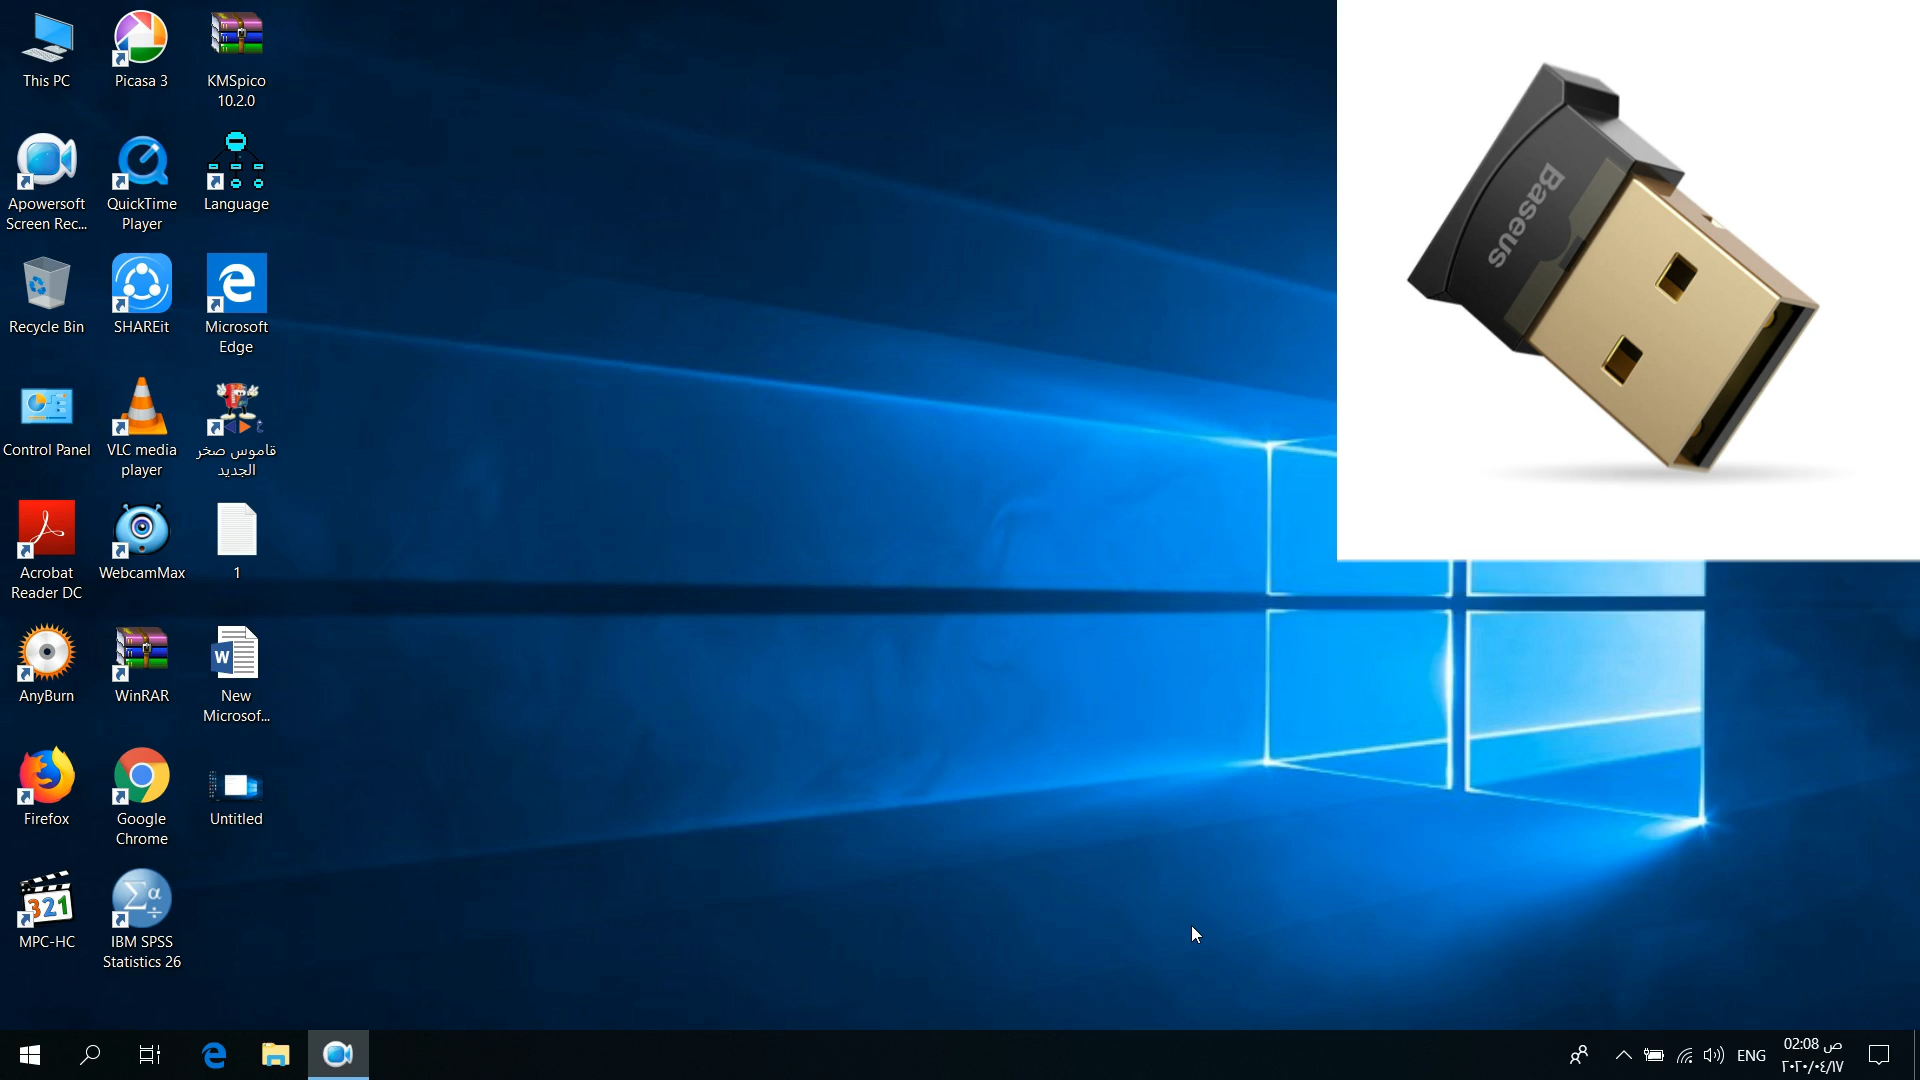 This PC
Picasa 3
KMSpico
10.2.0
Baseus
Apowersoft
Screen Rec...
QuickTime
Player
Language
Recycle Bin
SHAREit
Microsoft
Edge
Control Panel
VLC media
player
قاموس صخر
الجديد
Acrobat
Reader DC
WebcamMax
1
AnyBurn
WinRAR
W
New
Microsof...
Firefox
Google
Chrome
Untitled
321
MPC-HC
Σα
÷
IBM SPSS
Statistics 26
ENG
02:08 ص
٢٠٢٠/٠٤/١٧